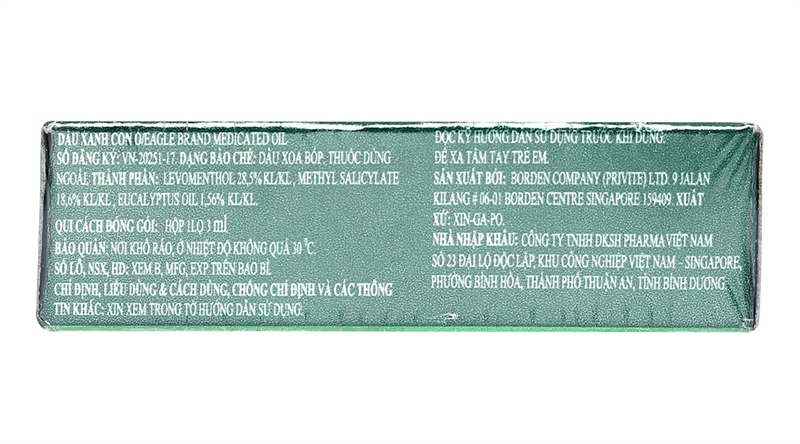 DẦU XANH CON Ó/EAGLE BRAND MEDICATED OIL
SỐ ĐĂNG KÝ: VN-20251-17. DẠNG BÀO CHẾ: DẦU XOA BÓP, THUỐC DÙNG
NGOÀI. THÀNH PHẦN: LEVOMENTHOL 28,5% KL/KL, METHYL SALICYLATE
18,6% KL/KL, EUCALYPTUS OIL 1,56% KL/KL.
QUI CÁCH ĐÓNG GÓI: HỘP 1LỌ 3 ml
BẢO QUẢN: NƠI KHÔ RÁO, Ở NHIỆT ĐỘ KHÔNG QUÁ 30 °C
SỐ LÔ, NSX, HD: XEM B, MFG, EXP TRÊN BAO BÌ.
CHỈ ĐỊNH, LIỀU DÙNG & CÁCH DÙNG, CHỐNG CHỈ ĐỊNH VÀ CÁC THÔNG
TIN KHÁC: XIN XEM TRONG TỜ HƯỚNG DẪN SỬ DỤNG.
ĐỌC KỸ HƯỚNG DẪN SỬ DỤNG TRƯỚC KHI DÙNG.
ĐỂ XA TẦM TAY TRẺ EM.
SẢN XUẤT BỞI: BORDEN COMPANY (PRIVITE) LTD. 9 JALAN
KILANG # 06-01 BORDEN CENTRE SINGAPORE 159409. XUẤT
XỨ: XIN-GA-PO.
NHÀ NHẬP KHẨU: CÔNG TY TNHH DKSH PHARMA VIỆT NAM
SỐ 23 ĐẠI LỘ ĐỘC LẬP, KHU CÔNG NGHIỆP VIỆT NAM – SINGAPORE,
PHƯỜNG BÌNH HÒA, THÀNH PHỐ THUẬN AN, TỈNH BÌNH DƯƠNG.